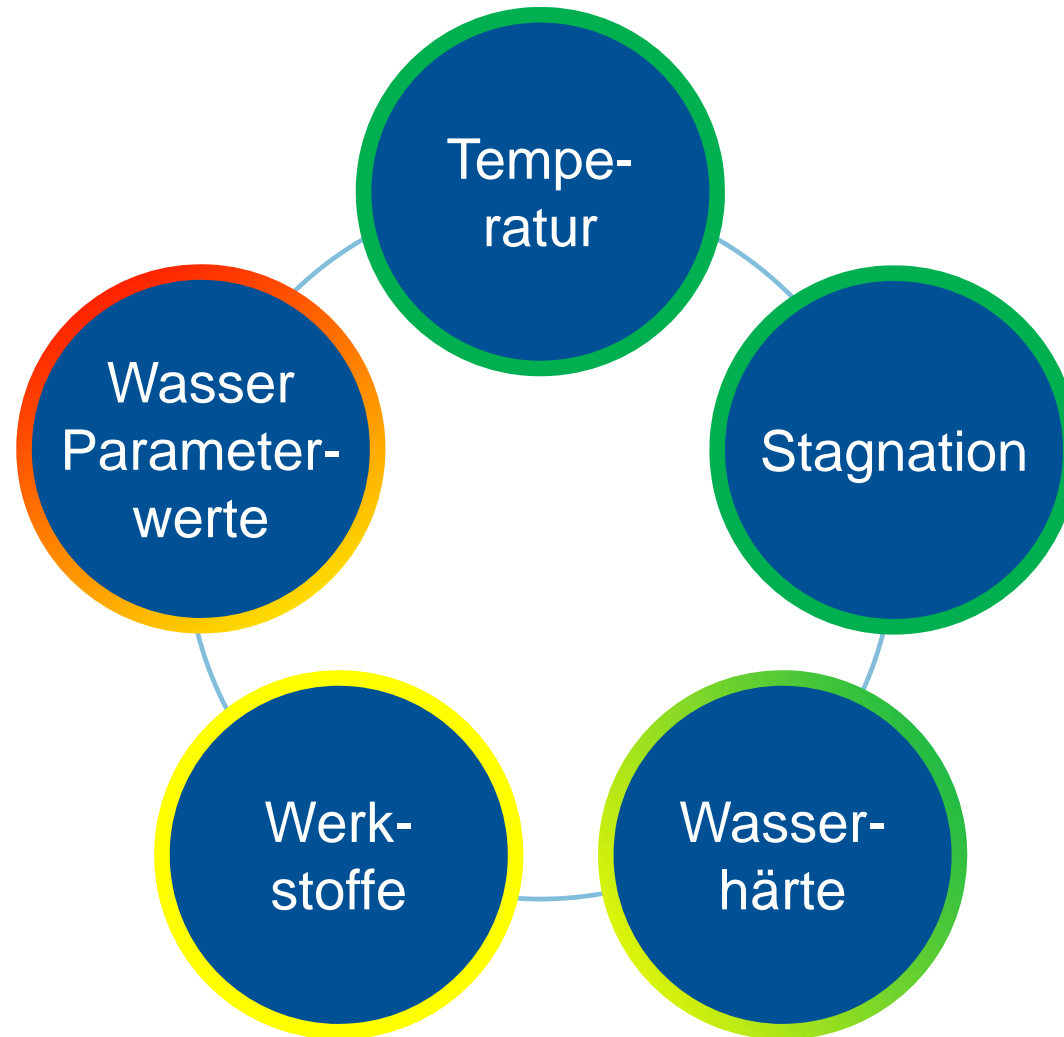 Tempe-
ratur
Wasser
Parameter-
werte
Stagnation
Werk-
stoffe
Wasser-
härte